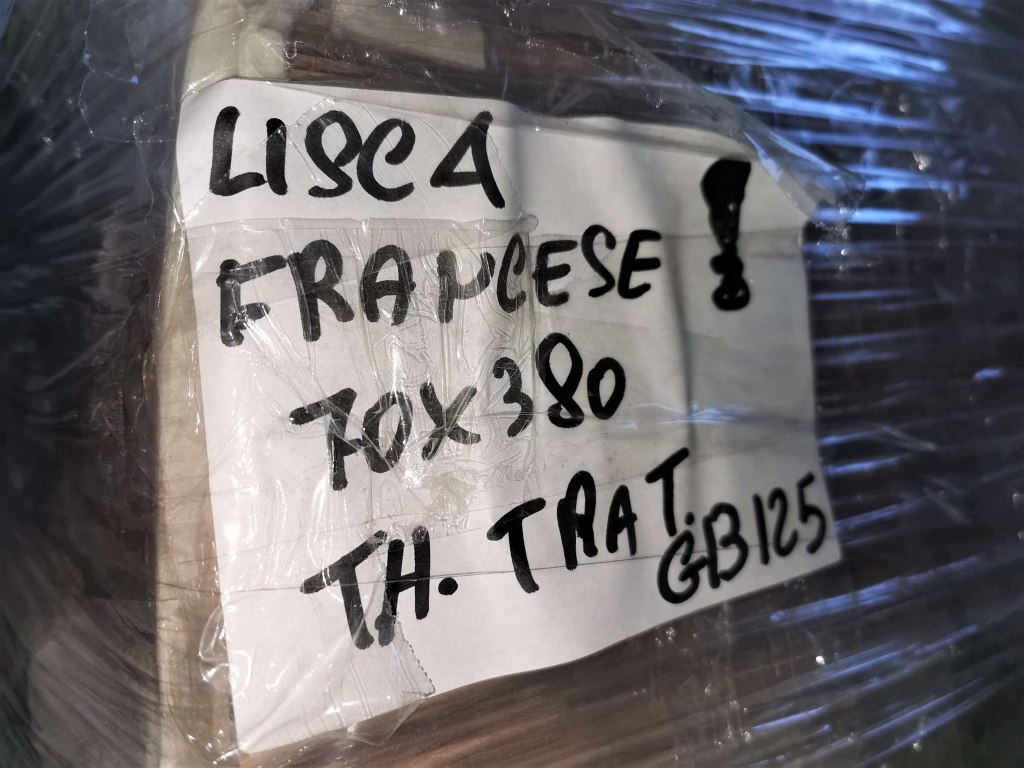 LISCA
FRANCESE !
70X380
TH. TRAT.
GB125